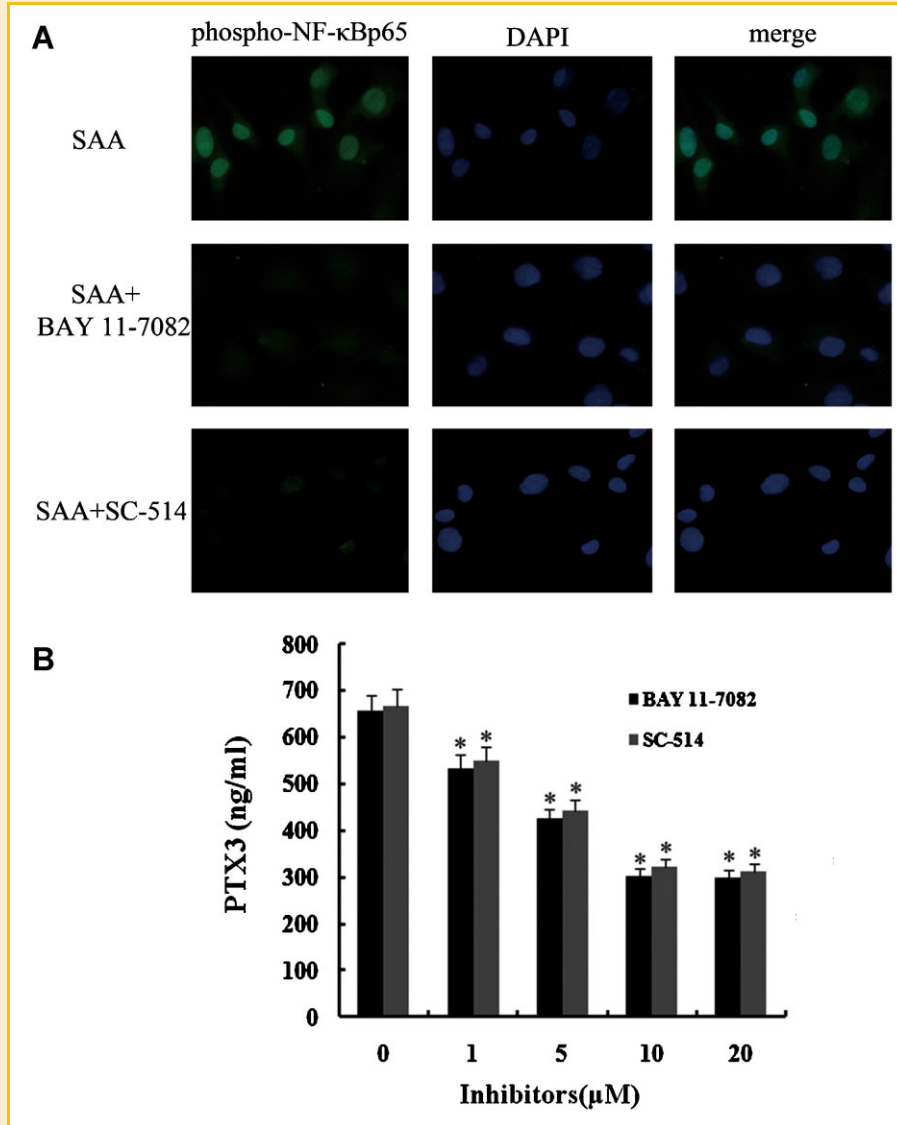 A
phospho-NF-κBp65 DAPI merge
SAA
SAA+
BAY 11-7082
SAA+SC-514
B
800
700
600
500
400
300
200
100
0
PTX3 (ng/ml)
BAY 11-7082
SC-514
* *
* *
* *
* *
0 1 5 10 20
Inhibitors(μM)